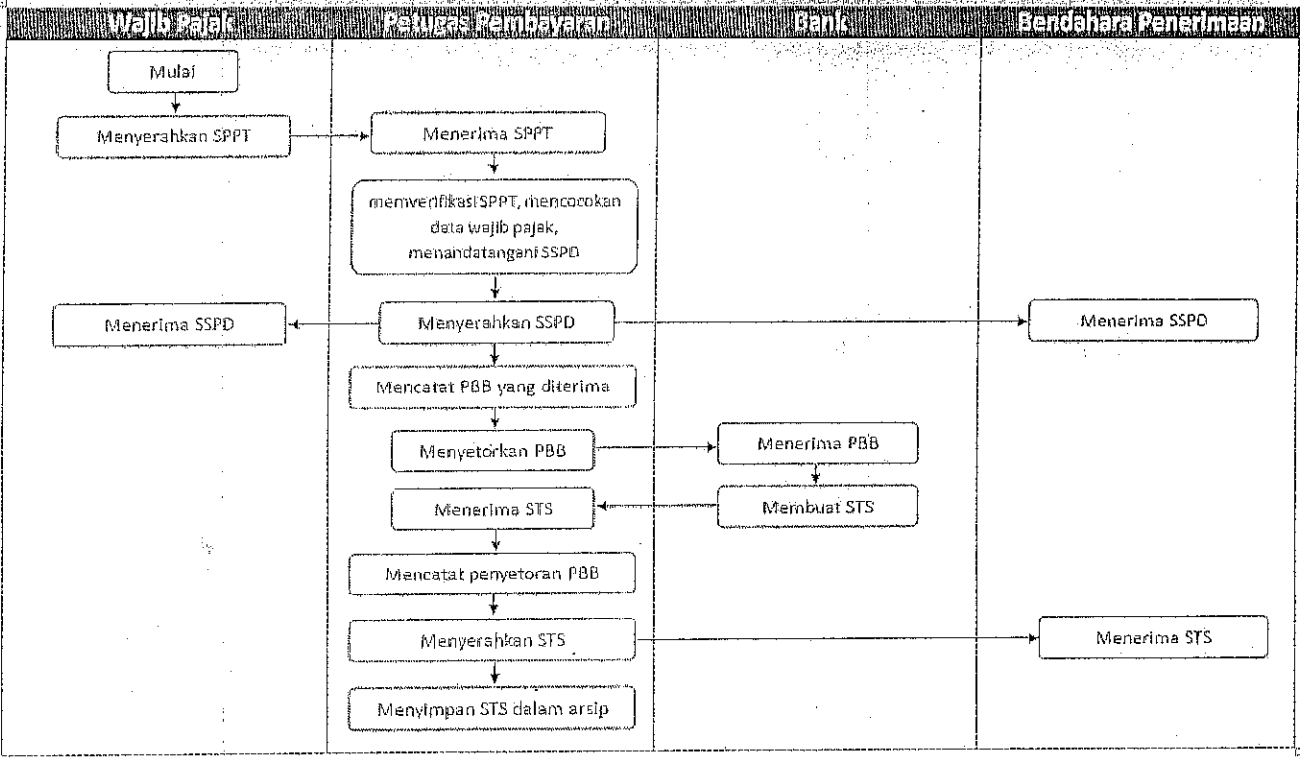 Wajib Pajak
Petugas Pembayaran
Bank
Bendahara Penerimaan
Mulai
Menyerahkan SPPT
Menerima SPPT
memverifikasi SPPT, mencocokan
data wajib pajak,
menandatangani SSPD
Menerima SSPD
Menyerahkan SSPD
Menerima SSPD
Mencatat PBB yang diterima
Menyetorkan PBB
Menerima PBB
Menerima STS
Membuat STS
Mencatat penyetoran PBB
Menyerahkan STS
Menerima STS
Menyimpan STS dalam arsip